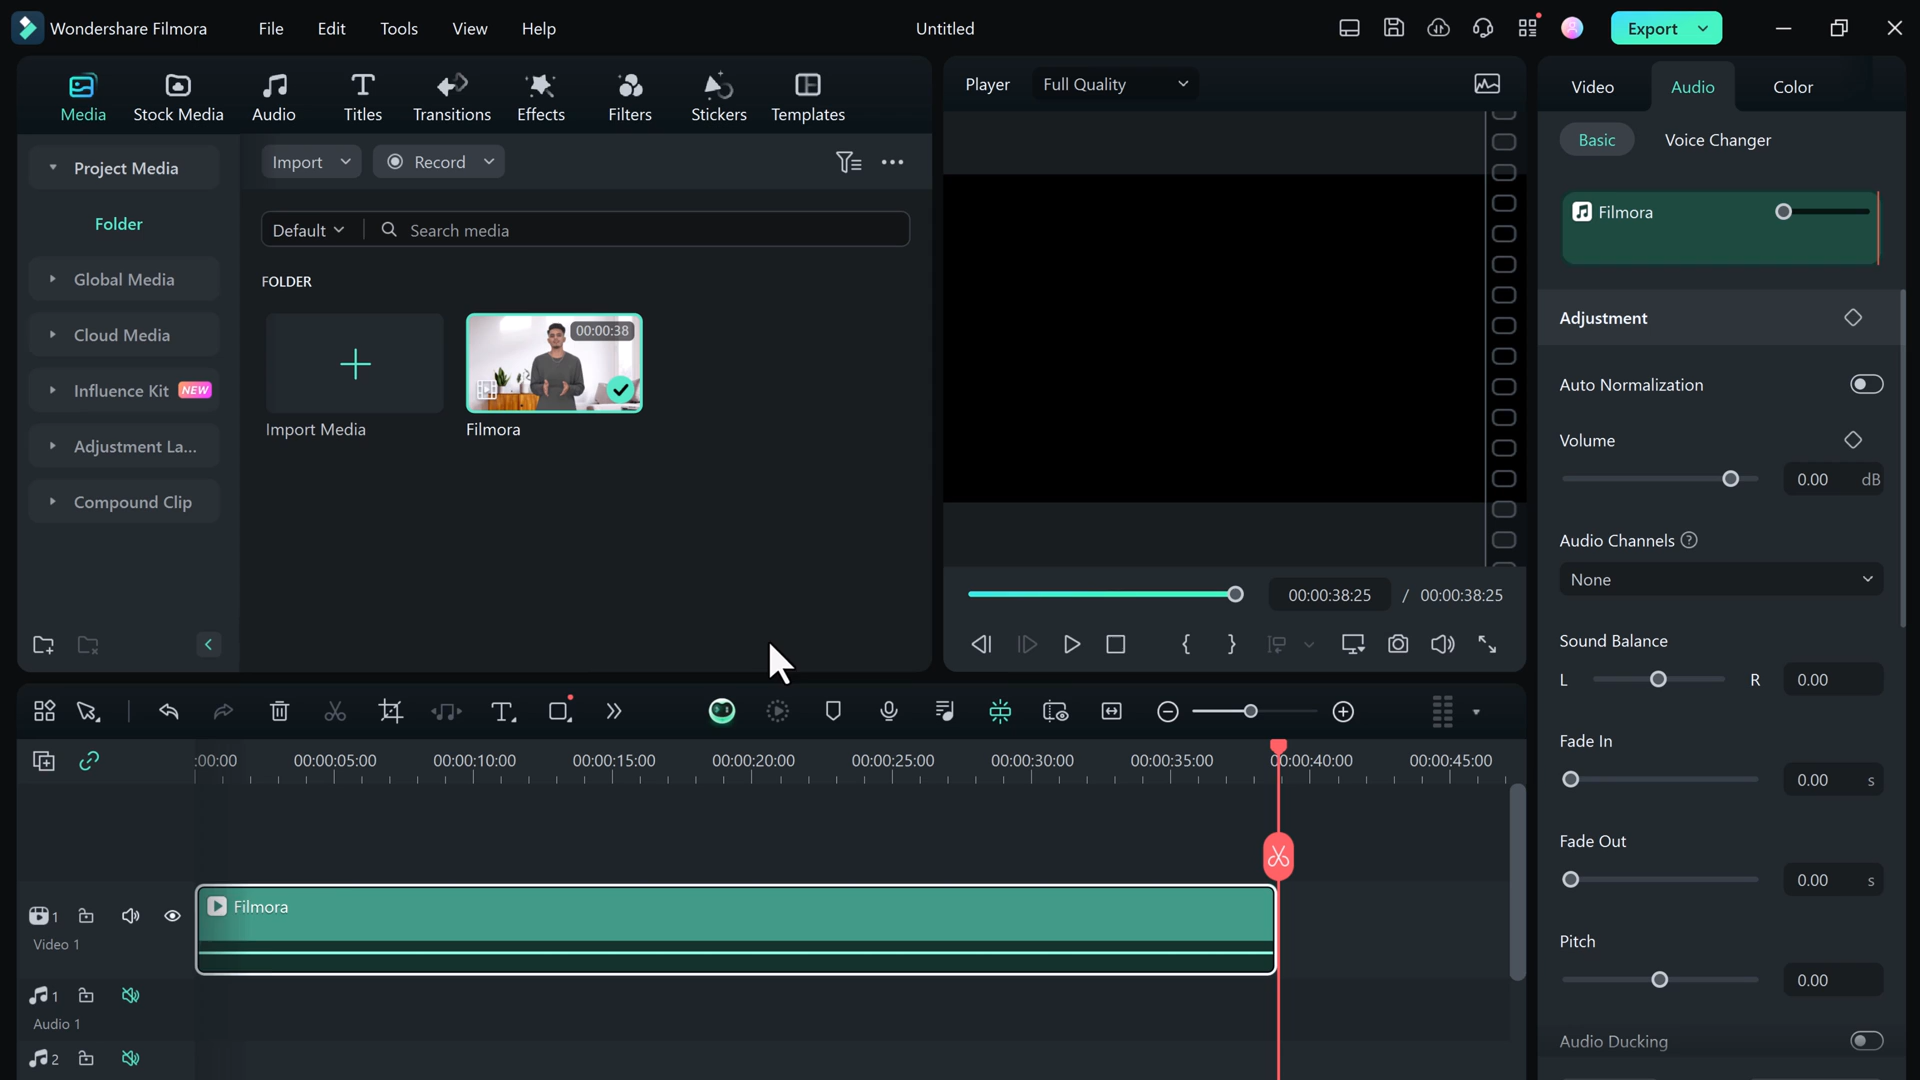 Wondershare Filmora File Edit Tools View Help Untitled Export
Media Stock Media Audio Titles Transitions Effects Filters Stickers Templates
Project Media
Folder
Global Media
Cloud Media
Influence Kit NEW
Adjustment La...
Compound Clip
Import Record
Default Search media
FOLDER
00:00:38
Import Media Filmora
Player Full Quality
00:00:38:25 / 00:00:38:25
Video Audio Color
Basic Voice Changer
Filmora
Adjustment
Auto Normalization
Volume
0.00 dB
Audio Channels ?
None
Sound Balance
L R 0.00
Fade In
0.00 s
Fade Out
0.00 s
Pitch
0.00
Audio Ducking
:00:00 00:00:05:00 00:00:10:00 00:00:15:00 00:00:20:00 00:00:25:00 00:00:30:00 00:00:35:00 00:00:40:00 00:00:45:00
1 Filmora
Video 1
1
Audio 1
2